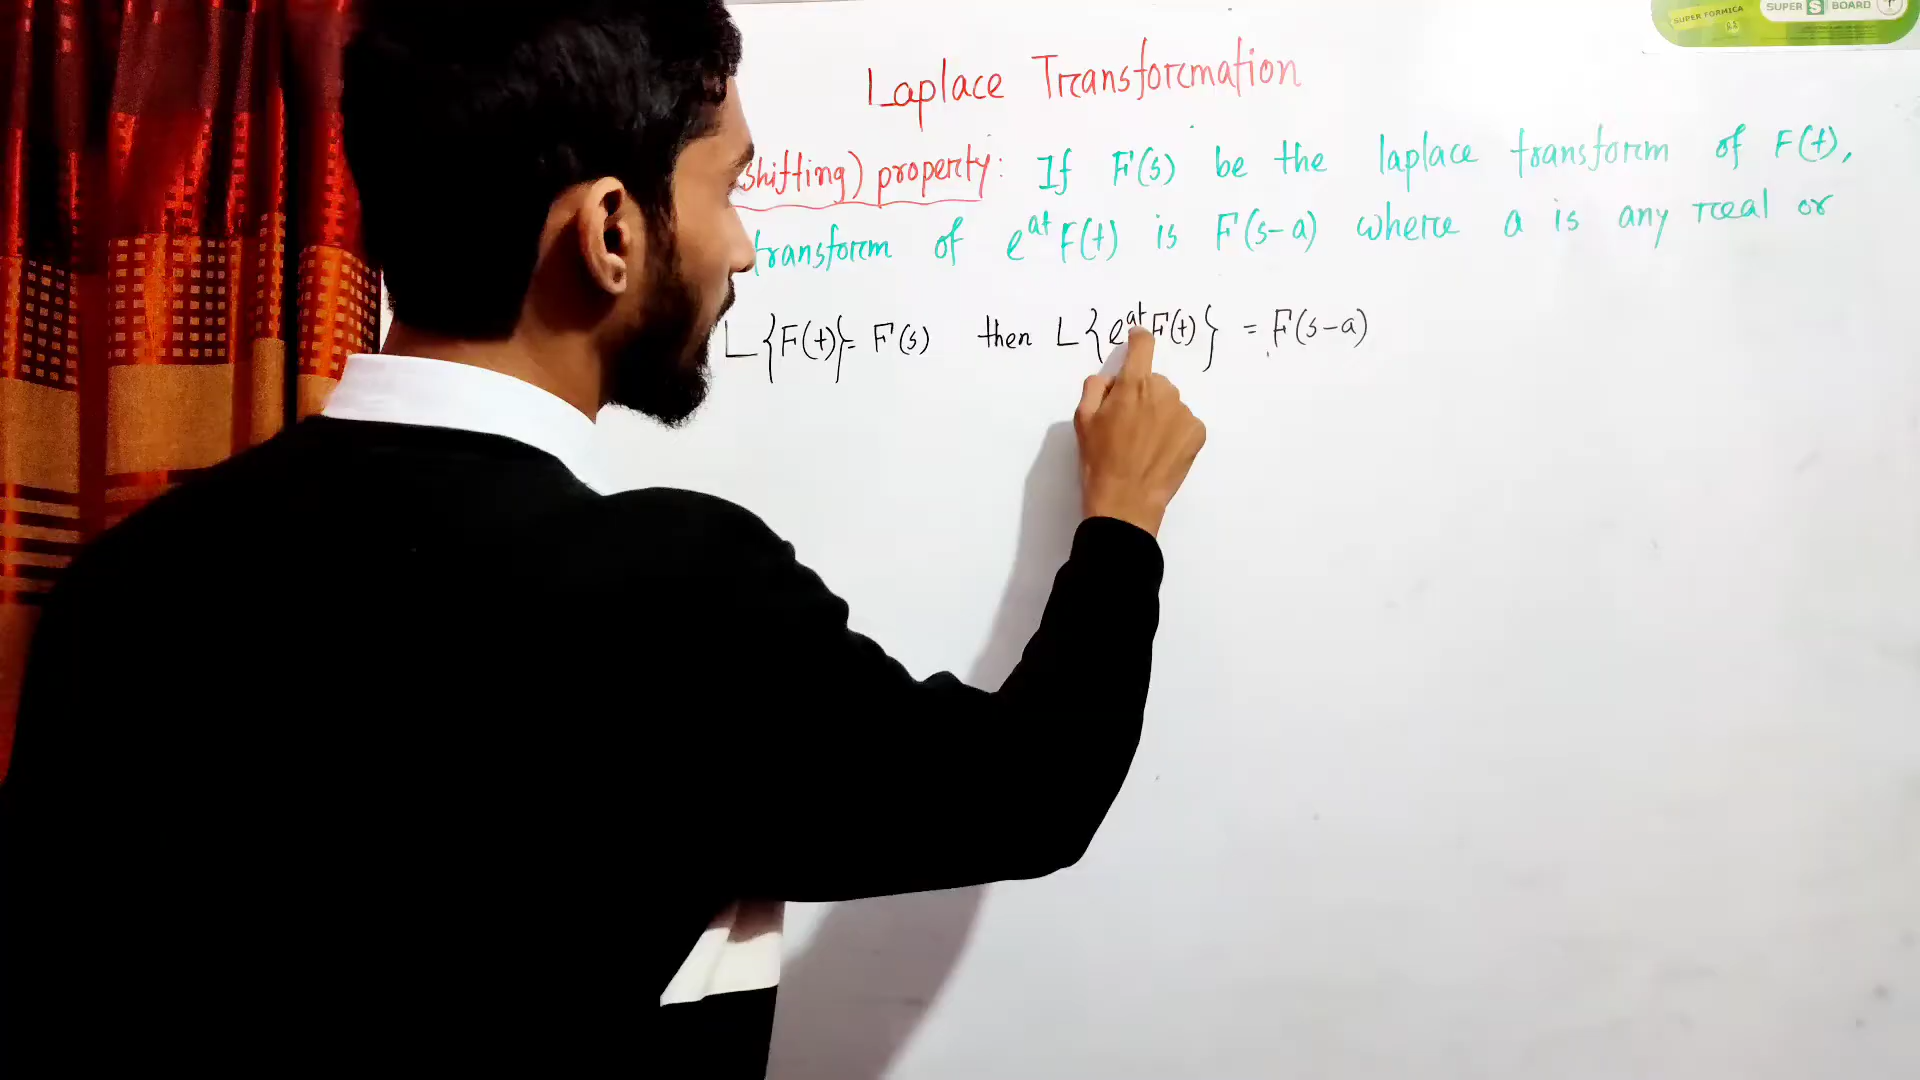 SUPER FORMICA SUPER S BOARD
Laplace Transformation
shifting) property: If F(s) be the laplace transform of F(t),
transform of e^at F(t) is F(s-a) where a is any real or
L{F(t)} = F(s) then L{e^at F(t)} = F(s-a)